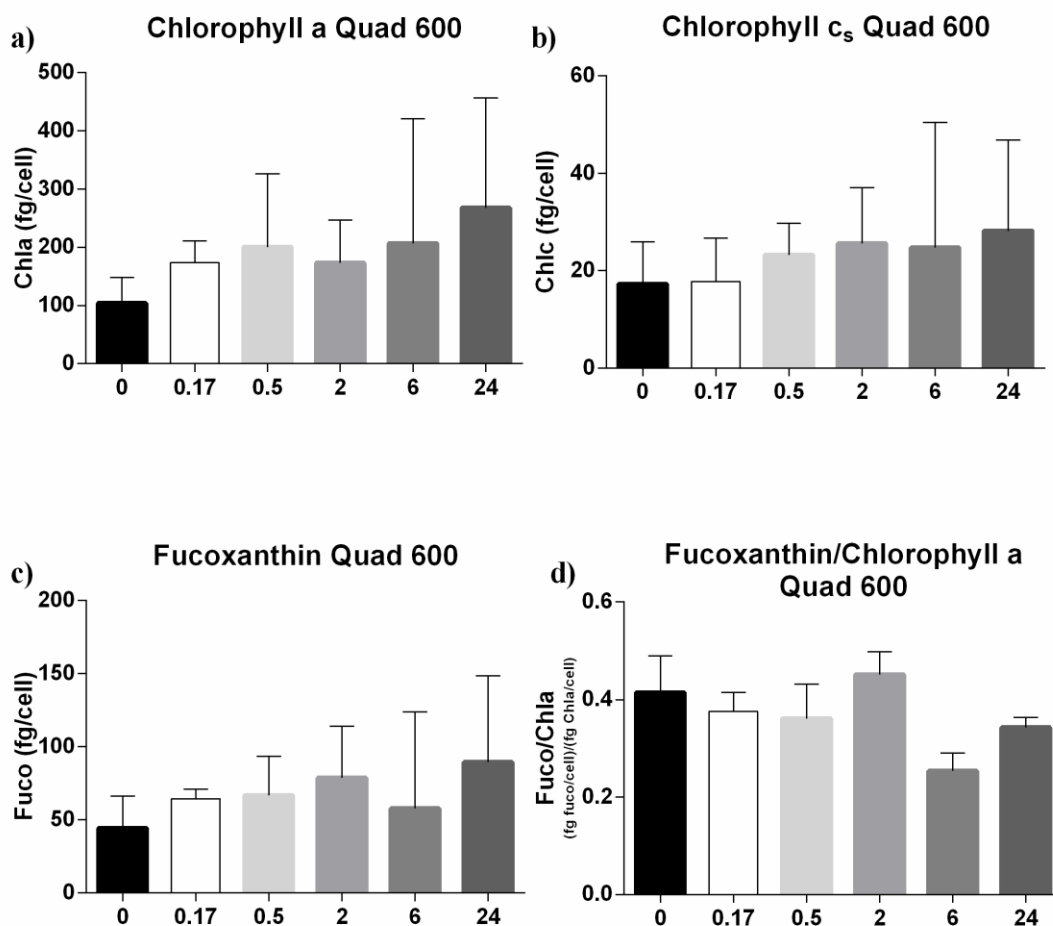 a)
Chlorophyll a Quad 600
Chla (fg/cell)
500
400
300
200
100
0
0 0.17 0.5 2 6 24
b)
Chlorophyll cs Quad 600
Chlc (fg/cell)
60
40
20
0
0 0.17 0.5 2 6 24
c)
Fucoxanthin Quad 600
Fuco (fg/cell)
200
150
100
50
0
0 0.17 0.5 2 6 24
d)
Fucoxanthin/Chlorophyll a
Quad 600
Fuco/Chla
(fg fuco/cell)/(fg Chla/cell)
0.6
0.4
0.2
0.0
0 0.17 0.5 2 6 24